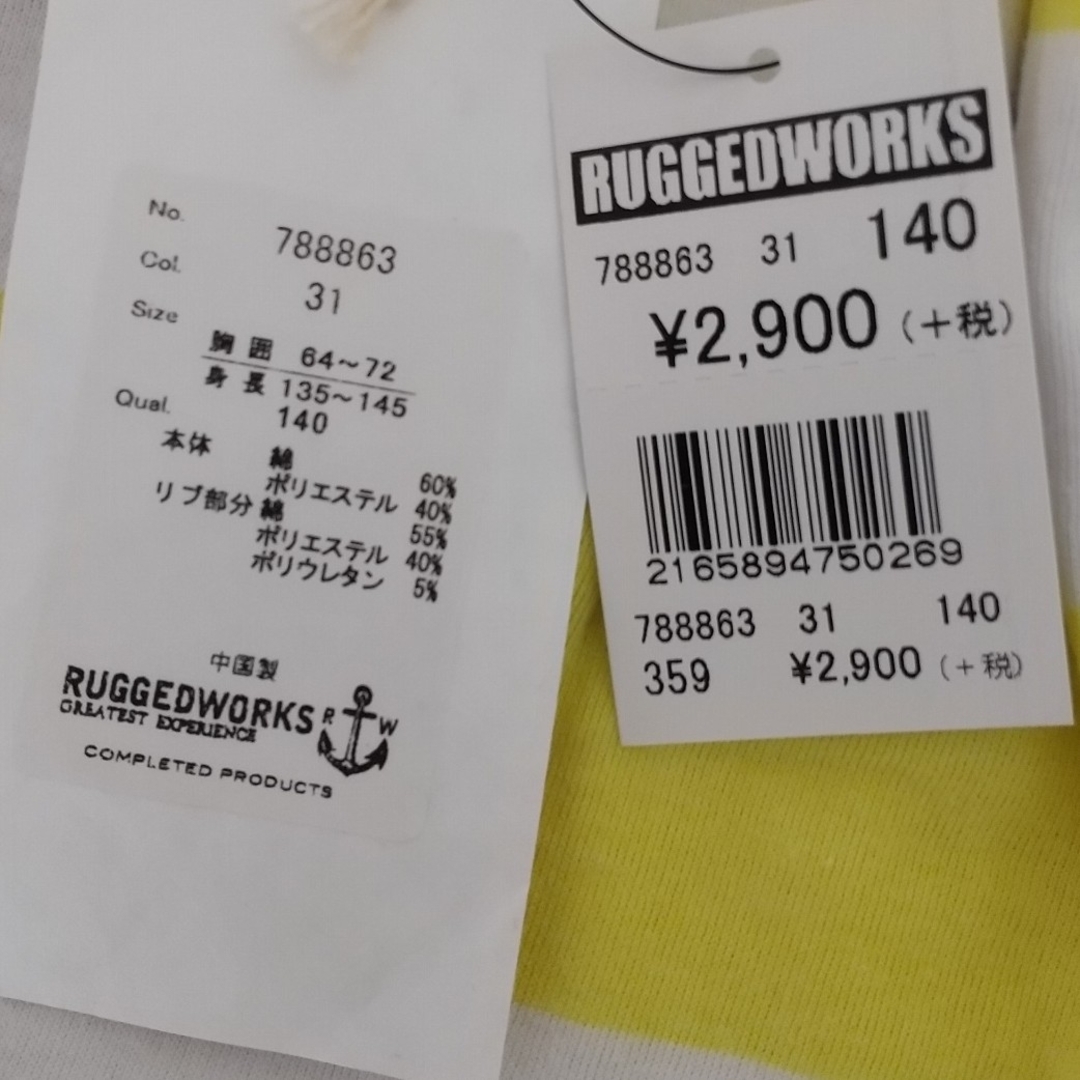 No. 788863
Col. 31
Size
胸囲 64～72
身長 135～145
140
Qual.
本体 綿 60%
ポリエステル 40%
リブ部分 綿 55%
ポリエステル 40%
ポリウレタン 5%
中国製
RUGGEDWORKS
GREATEST EXPERIENCE
R W
COMPLETED PRODUCTS
RUGGEDWORKS
788863 31 140
¥2,900 (+税)
2165894750269
788863 31 140
359 ¥2,900 (+税)